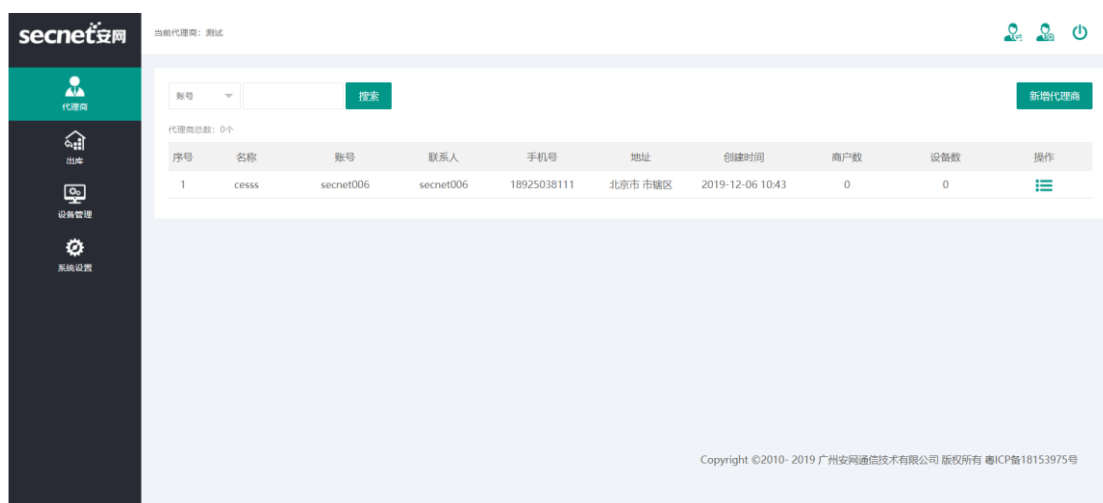 secnet安网
当前代理商：测试
代理商
出库
设备管理
系统设置
账号 搜索 新增代理商
代理商总数：0个
序号 名称 账号 联系人 手机号 地址 创建时间 商户数 设备数 操作
1 cesss secnet006 secnet006 18925038111 北京市 市辖区 2019-12-06 10:43 0 0
Copyright ©2010- 2019 广州安网通信技术有限公司 版权所有 粤ICP备18153975号